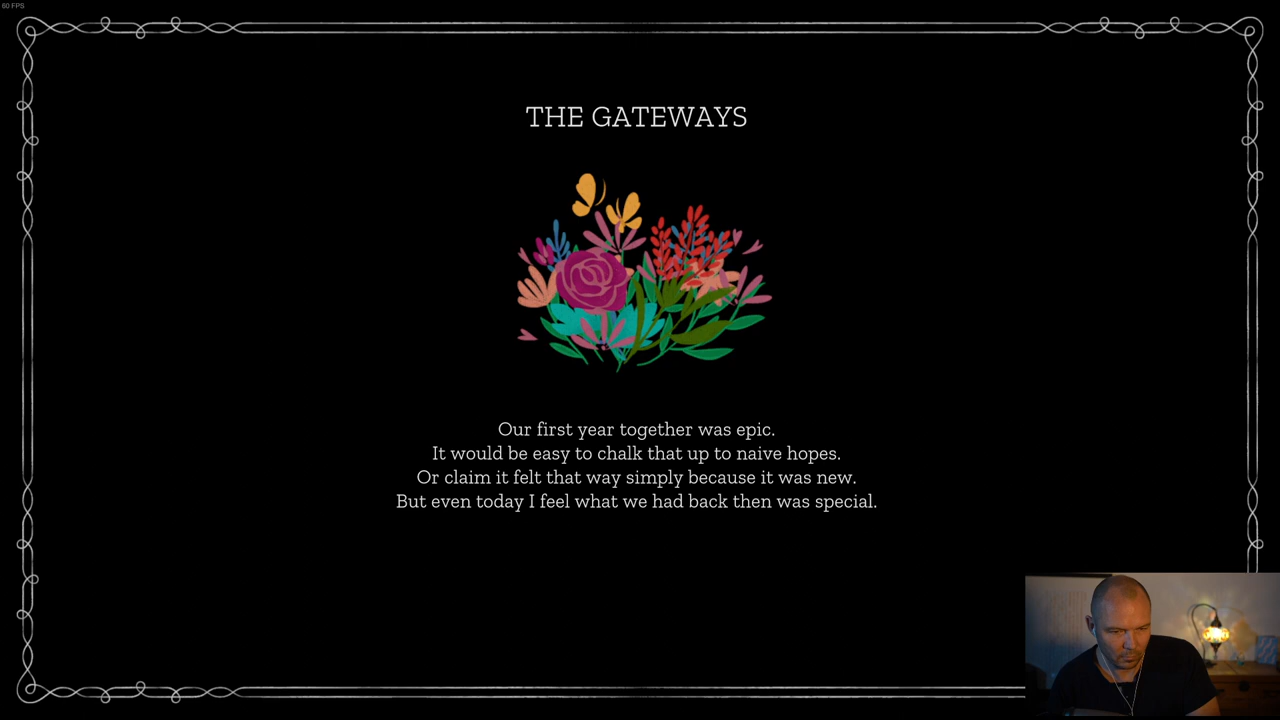 60 FPS
THE GATEWAYS
Our first year together was epic.
It would be easy to chalk that up to naive hopes.
Or claim it felt that way simply because it was new.
But even today I feel what we had back then was special.